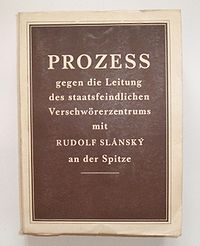 PROZESS
gegen die Leitung
des staatsfeindlichen
Verschwörerzentrums
mit
RUDOLF SLÁNSKÝ
an der Spitze